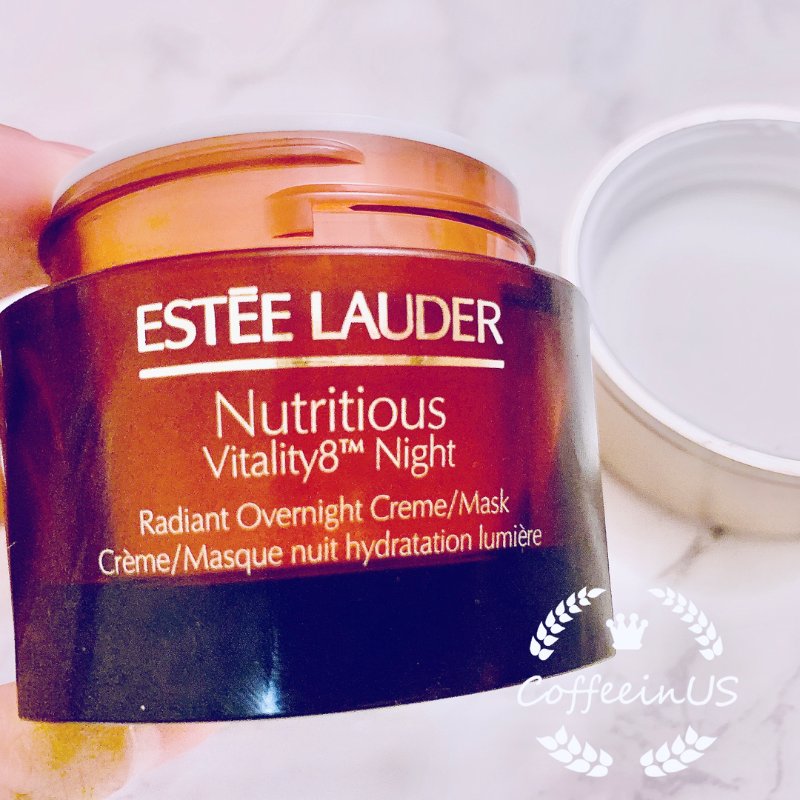 ESTĒE LAUDER
Nutritious
Vitality8™ Night
Radiant Overnight Creme/Mask
Crème/Masque nuit hydratation lumière
CoffeeinUS